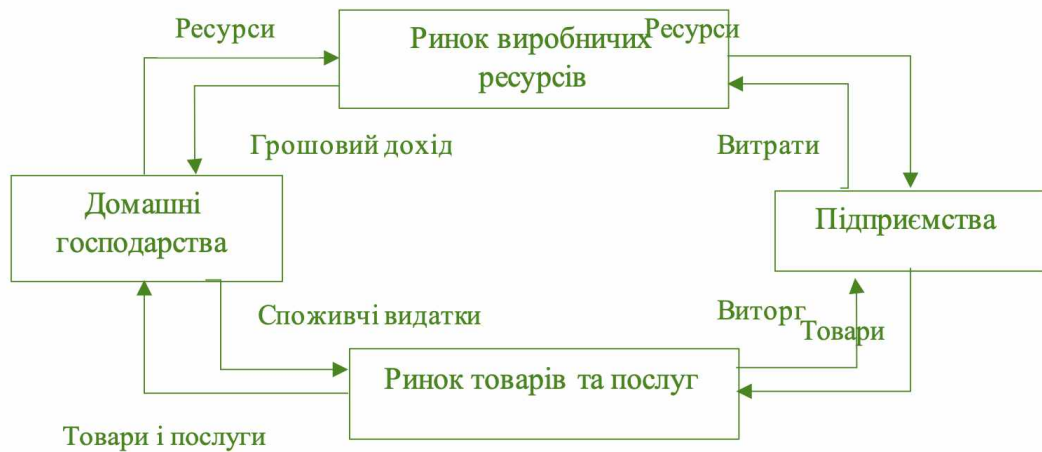 Ресурси
Ринок виробничих
ресурсів
Ресурси
Грошовий дохід
Витрати
Домашні
господарства
Підприємства
Споживчі видатки
Виторг
Товари
Ринок товарів та послуг
Товари і послуги